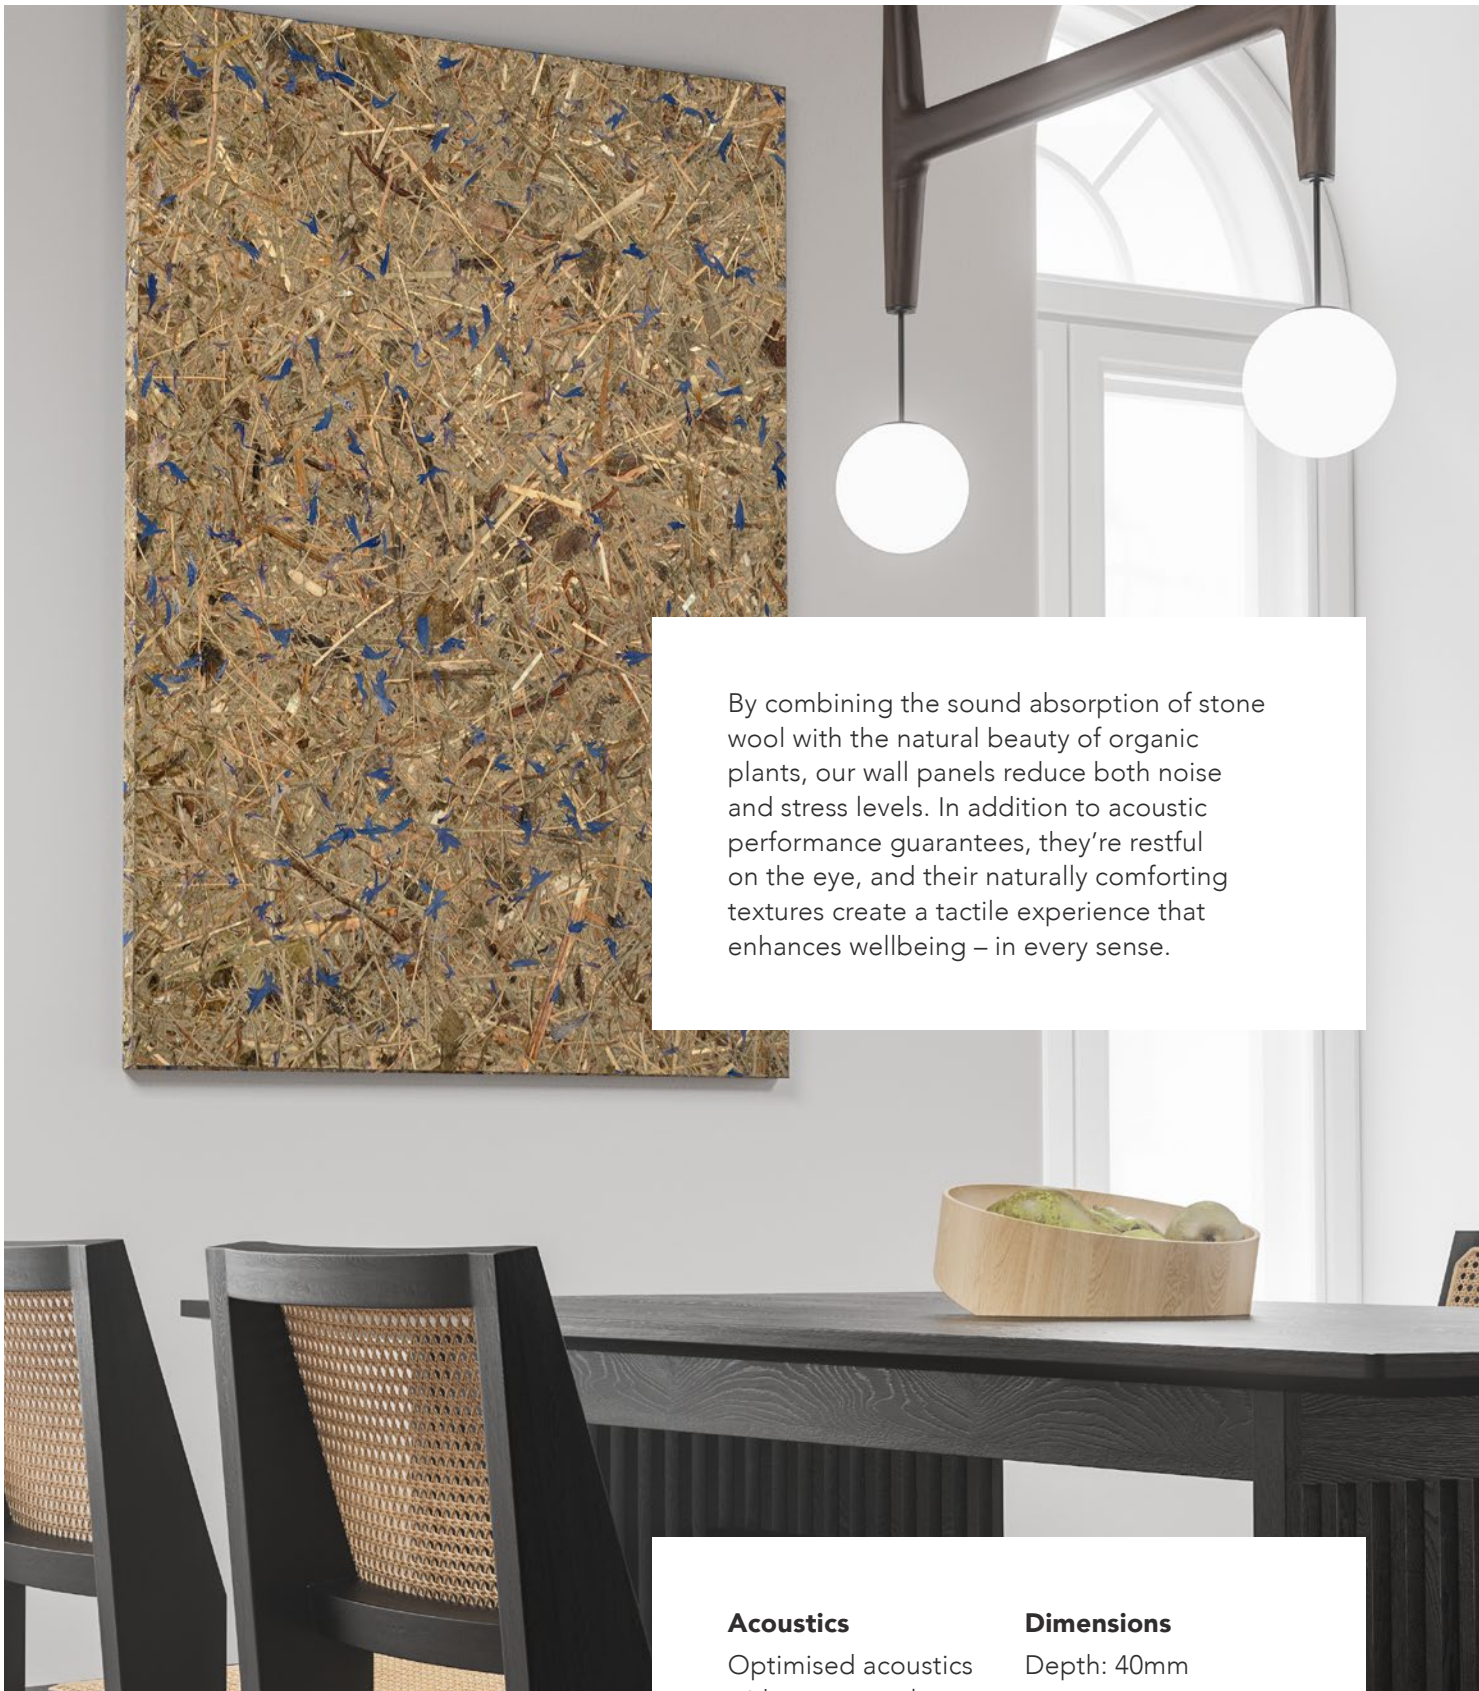 By combining the sound absorption of stone
wool with the natural beauty of organic
plants, our wall panels reduce both noise
and stress levels. In addition to acoustic
performance guarantees, they’re restful
on the eye, and their naturally comforting
textures create a tactile experience that
enhances wellbeing – in every sense.
Acoustics
Optimised acoustics
Dimensions
Depth: 40mm